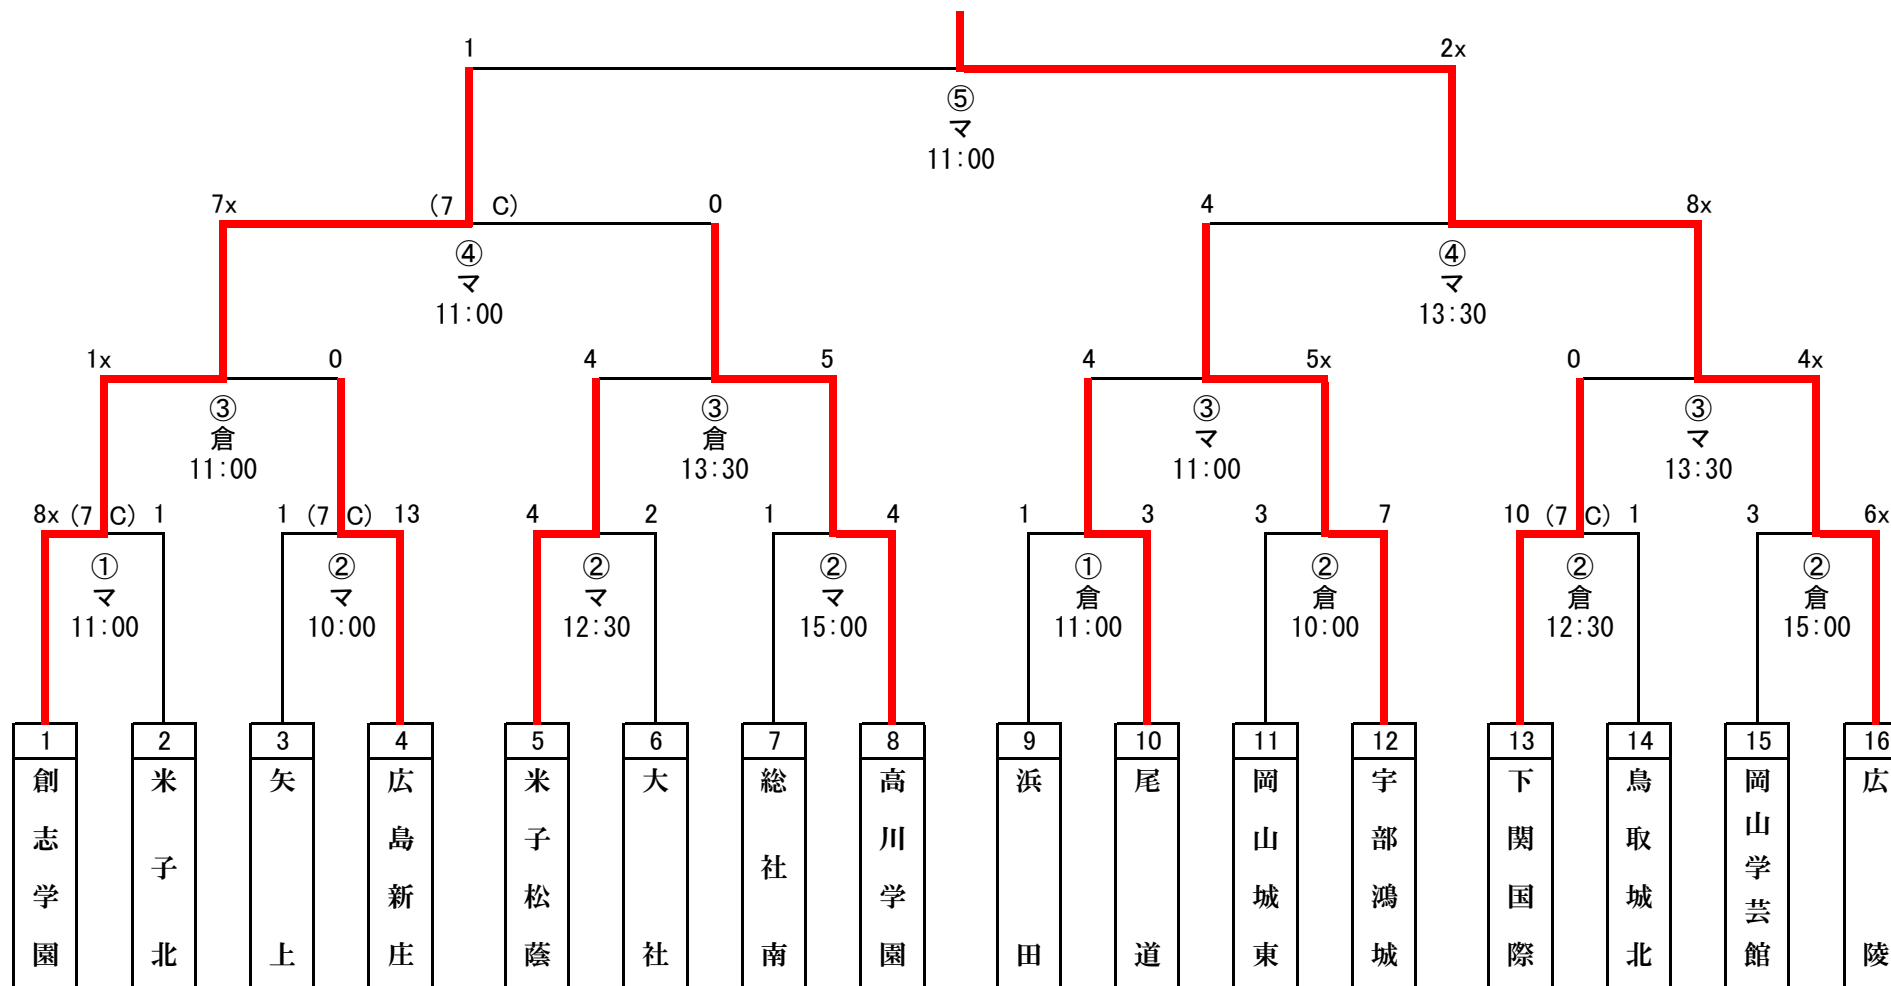 1 2x
⑤
マ
11:00
7x (7 C) 0 4 8x
④ ④
マ マ
11:00 13:30
1x 0 4 5 4 5x 0 4x
③ ③ ③ ③
倉 倉 マ マ
11:00 13:30 11:00 13:30
8x (7 C) 1 1 (7 C) 13 4 2 1 4 1 3 3 7 10 (7 C) 1 3 6x
① ② ② ② ① ② ② ②
マ マ マ マ 倉 倉 倉 倉
11:00 10:00 12:30 15:00 11:00 10:00 12:30 15:00
1 2 3 4 5 6 7 8 9 10 11 12 13 14 15 16
創志学園
米子北
矢上
広島新庄
米子松蔭
大社
総社南
高川学園
浜田
尾道
岡山城東
宇部鴻城
下関国際
鳥取城北
岡山学芸館
広陵